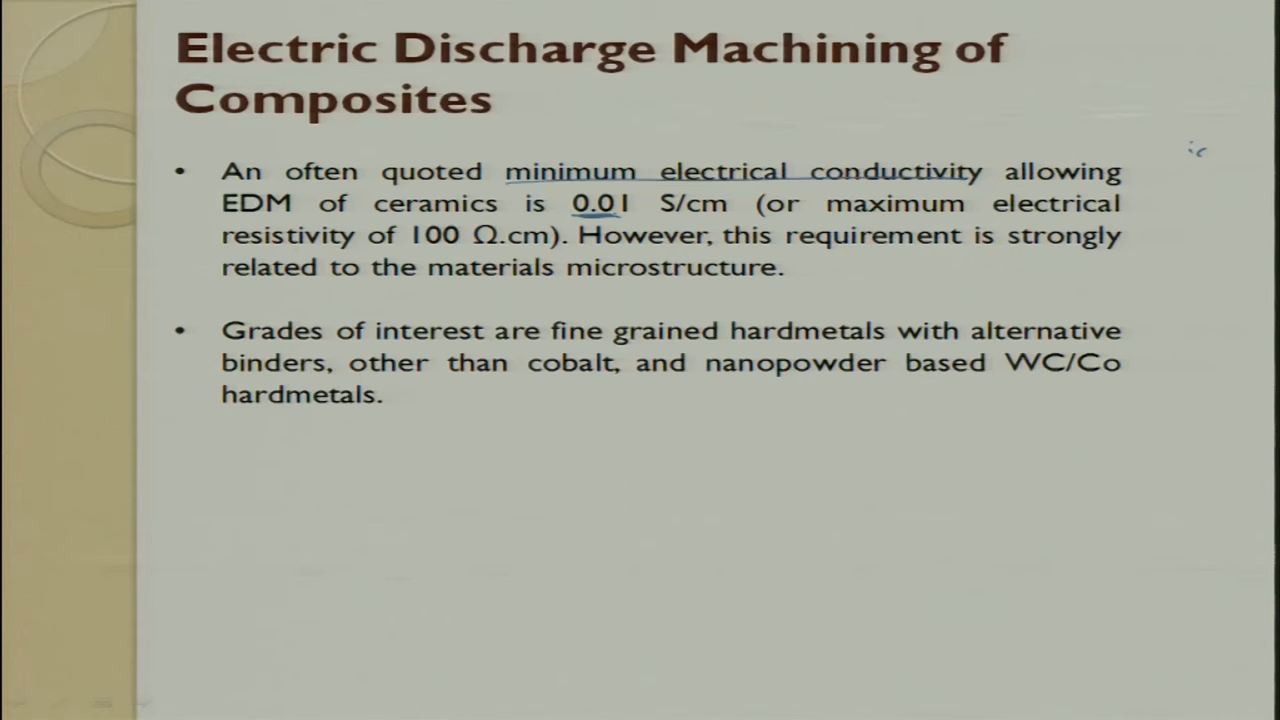 Electric Discharge Machining of
Composites
• An often quoted minimum electrical conductivity allowing
EDM of ceramics is 0.01 S/cm (or maximum electrical
resistivity of 100 Ω.cm). However, this requirement is strongly
related to the materials microstructure.
• Grades of interest are fine grained hardmetals with alternative
binders, other than cobalt, and nanopowder based WC/Co
hardmetals.